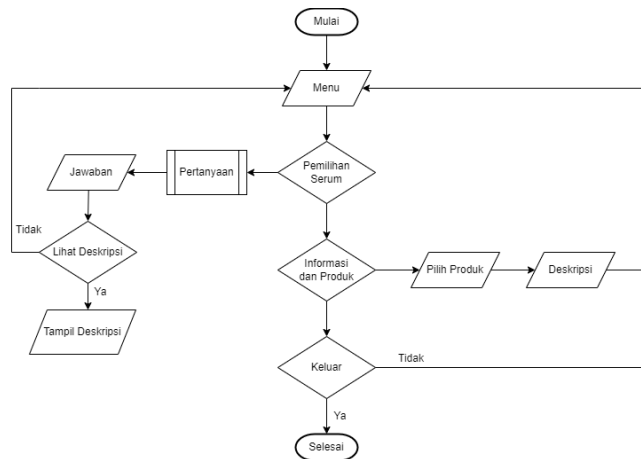 Mulai
Menu
Pemilihan
Serum
Pertanyaan
Jawaban
Tidak
Lihat Deskripsi
Ya
Tampil Deskripsi
Informasi
dan Produk
Pilih Produk
Deskripsi
Keluar
Tidak
Ya
Selesai